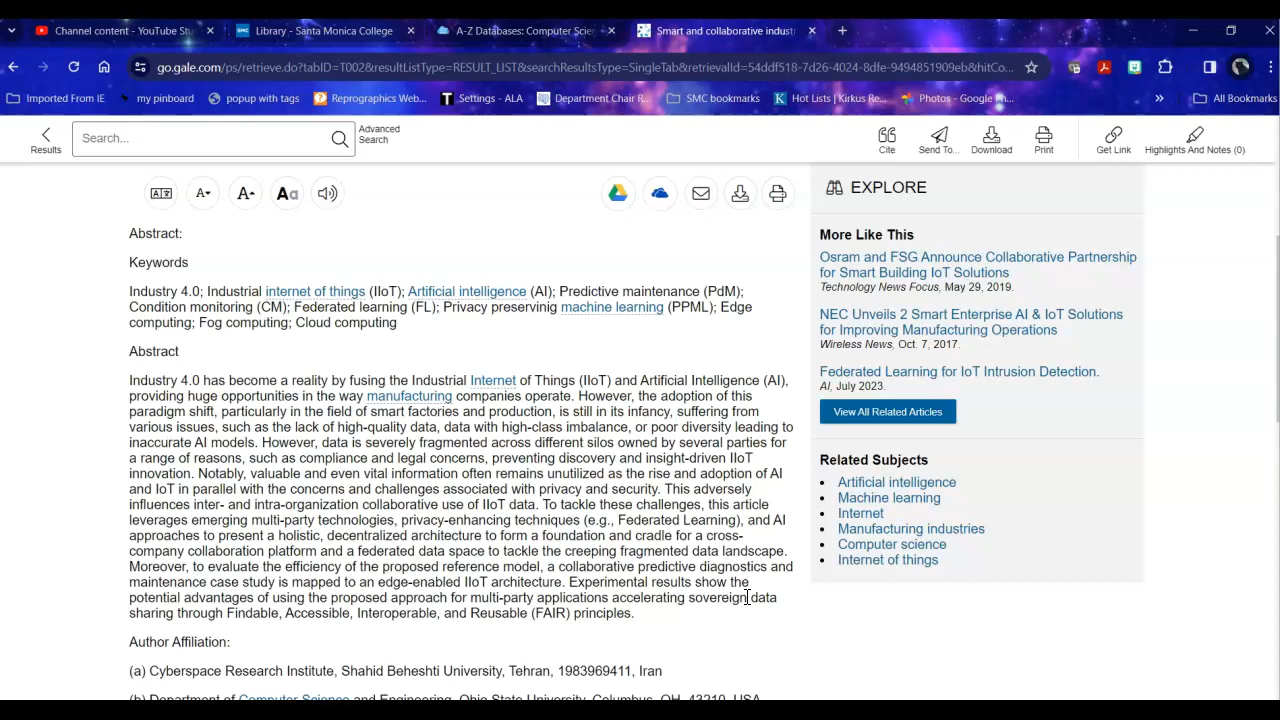 Channel content - YouTube Stu
Library - Santa Monica College
A-Z Databases: Computer Scien
Smart and collaborative industri
go.gale.com/ps/retrieve.do?tabID=T002&resultListType=RESULT_LIST&searchResultsType=SingleTab&retrievalId=54ddf518-7d26-4024-8dfe-9494851909eb&hitCo...
Imported From IE
my pinboard
popup with tags
Reprographics Web...
Settings - ALA
Department Chair R...
SMC bookmarks
Hot Lists | Kirkus Re...
Photos - Google Ph...
All Bookmarks
Results
Search...
Advanced
Search
Cite
Send To...
Download
Print
Get Link
Highlights And Notes (0)
Abstract:
Keywords
Industry 4.0; Industrial internet of things (IIoT); Artificial intelligence (AI); Predictive maintenance (PdM);
Condition monitoring (CM); Federated learning (FL); Privacy preservinig machine learning (PPML); Edge
computing; Fog computing; Cloud computing
Abstract
Industry 4.0 has become a reality by fusing the Industrial Internet of Things (IIoT) and Artificial Intelligence (AI),
providing huge opportunities in the way manufacturing companies operate. However, the adoption of this
paradigm shift, particularly in the field of smart factories and production, is still in its infancy, suffering from
various issues, such as the lack of high-quality data, data with high-class imbalance, or poor diversity leading to
inaccurate AI models. However, data is severely fragmented across different silos owned by several parties for
a range of reasons, such as compliance and legal concerns, preventing discovery and insight-driven IIoT
innovation. Notably, valuable and even vital information often remains unutilized as the rise and adoption of AI
and IoT in parallel with the concerns and challenges associated with privacy and security. This adversely
influences inter- and intra-organization collaborative use of IIoT data. To tackle these challenges, this article
leverages emerging multi-party technologies, privacy-enhancing techniques (e.g., Federated Learning), and AI
approaches to present a holistic, decentralized architecture to form a foundation and cradle for a cross-
company collaboration platform and a federated data space to tackle the creeping fragmented data landscape.
Moreover, to evaluate the efficiency of the proposed reference model, a collaborative predictive diagnostics and
maintenance case study is mapped to an edge-enabled IIoT architecture. Experimental results show the
potential advantages of using the proposed approach for multi-party applications accelerating sovereign data
sharing through Findable, Accessible, Interoperable, and Reusable (FAIR) principles.
Author Affiliation:
(a) Cyberspace Research Institute, Shahid Beheshti University, Tehran, 1983969411, Iran
(b) Department of Computer Science and Engineering, Ohio State University, Columbus, OH, 43210, USA
EXPLORE
More Like This
Osram and FSG Announce Collaborative Partnership
for Smart Building IoT Solutions
Technology News Focus, May 29, 2019.
NEC Unveils 2 Smart Enterprise AI & IoT Solutions
for Improving Manufacturing Operations
Wireless News, Oct. 7, 2017.
Federated Learning for IoT Intrusion Detection.
AI, July 2023.
View All Related Articles
Related Subjects
Artificial intelligence
Machine learning
Internet
Manufacturing industries
Computer science
Internet of things